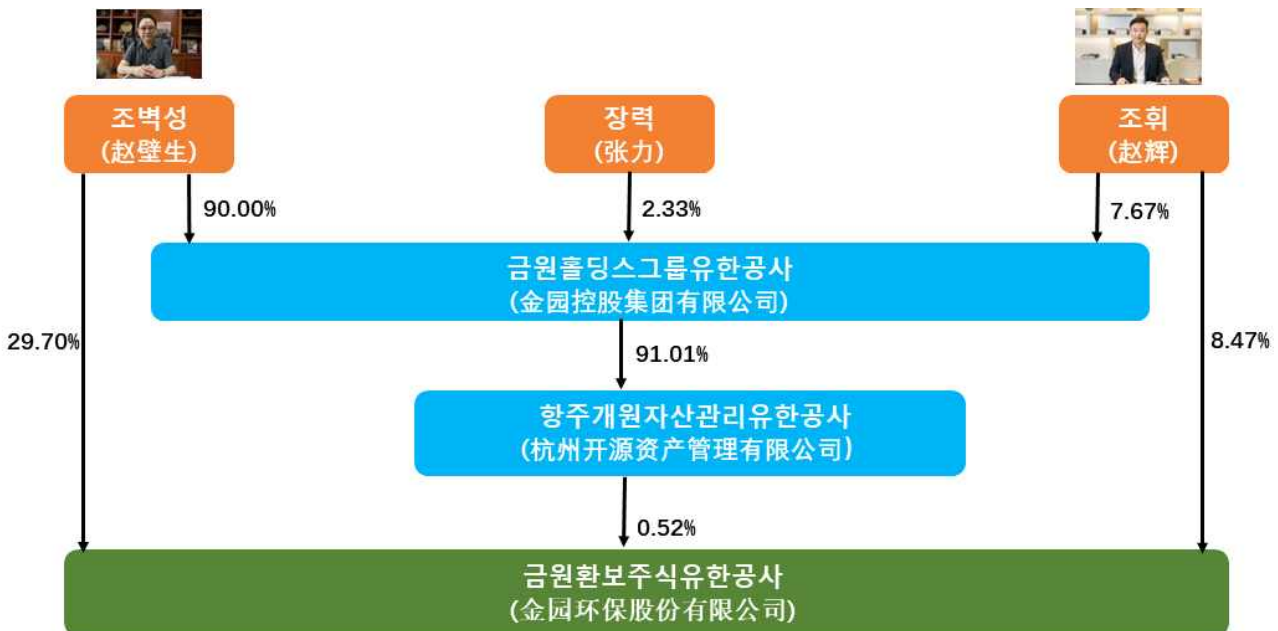 조벽성
(赵壁生)
장력
(张力)
조휘
(赵辉)
90.00%
2.33%
7.67%
금원홀딩스그룹유한공사
(金园控股集团有限公司)
29.70%
91.01%
8.47%
항주개원자산관리유한공사
(杭州开源资产管理有限公司)
0.52%
금원환보주식유한공사
(金园环保股份有限公司)